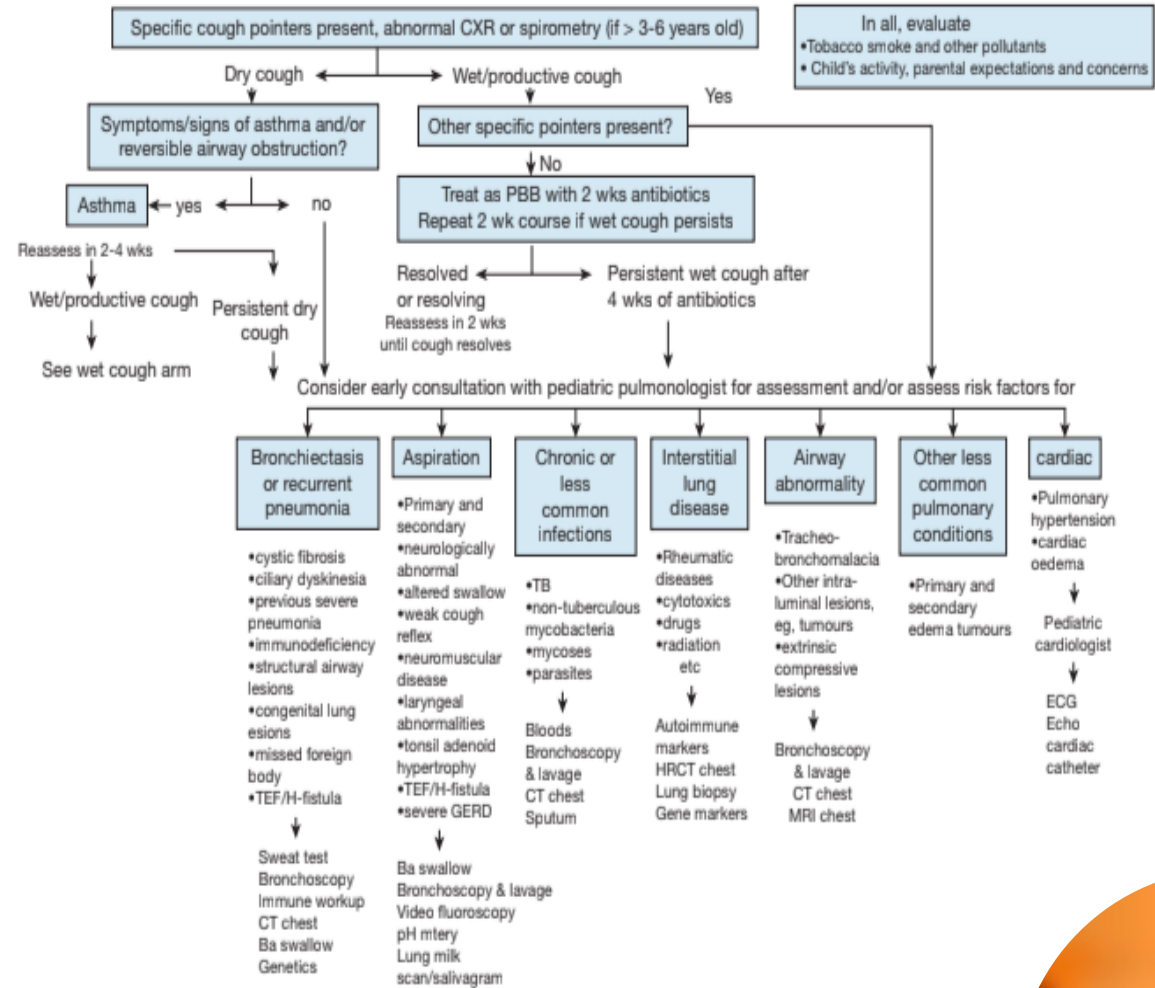 Specific cough pointers present, abnormal CXR or spirometry (if > 3-6 years old)
In all, evaluate
•Tobacco smoke and other pollutants
• Child's activity, parental expectations and concerns
Dry cough
Wet/productive cough
Yes
Symptoms/signs of asthma and/or
reversible airway obstruction?
Other specific pointers present?
No
Asthma
yes
no
Treat as PBB with 2 wks antibiotics
Repeat 2 wk course if wet cough persists
Reassess in 2-4 wks
Wet/productive cough
Persistent dry
cough
See wet cough arm
Resolved
or resolving
Reassess in 2 wks
until cough resolves
Persistent wet cough after
4 wks of antibiotics
Consider early consultation with pediatric pulmonologist for assessment and/or assess risk factors for
Bronchiectasis
or recurrent
pneumonia
•cystic fibrosis
•ciliary dyskinesia
•previous severe
pneumonia
•immunodeficiency
•structural airway
lesions
•congenital lung
esions
•missed foreign
body
•TEF/H-fistula
Sweat test
Bronchoscopy
Immune workup
CT chest
Ba swallow
Genetics
Aspiration
•Primary and
secondary
•neurologically
abnormal
•altered swallow
•weak cough
reflex
•neuromuscular
disease
•laryngeal
abnormalities
•tonsil adenoid
hypertrophy
•TEF/H-fistula
•severe GERD
Ba swallow
Bronchoscopy & lavage
Video fluoroscopy
pH mtery
Lung milk
scan/salivagram
Chronic or
less
common
infections
•TB
•non-tuberculous
mycobacteria
•mycoses
•parasites
Bloods
Bronchoscopy
& lavage
CT chest
Sputum
Interstitial
lung
disease
•Rheumatic
diseases
•cytotoxics
•drugs
•radiation
etc
Autoimmune
markers
HRCT chest
Lung biopsy
Gene markers
Airway
abnormality
•Tracheo-
bronchomalacia
•Other intra-
luminal lesions,
eg, tumours
•extrinsic
compressive
lesions
Bronchoscopy
& lavage
CT chest
MRI chest
Other less
common
pulmonary
conditions
•Primary and
secondary
edema tumours
cardiac
•Pulmonary
hypertension
•cardiac
oedema
Pediatric
cardiologist
ECG
Echo
cardiac
catheter